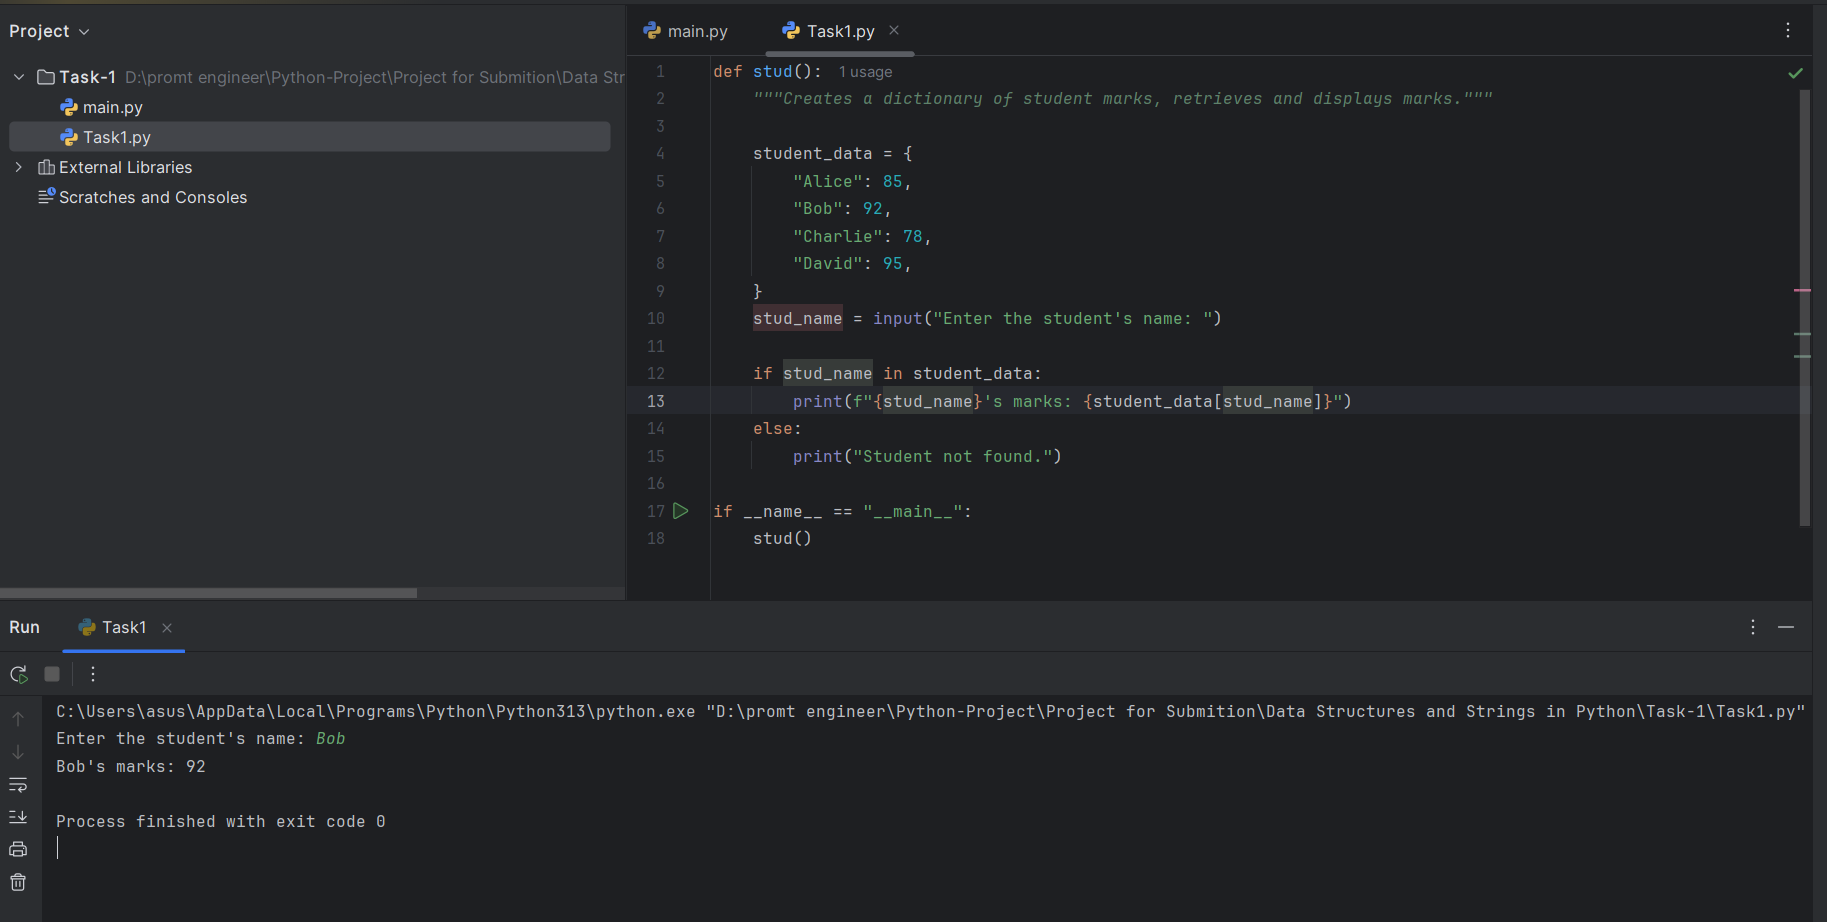 Project
Task-1 D:\promt engineer\Python-Project\Project for Submition\Data Str
main.py
Task1.py
External Libraries
Scratches and Consoles
main.py Task1.py
1 def stud(): 1 usage
2     """Creates a dictionary of student marks, retrieves and displays marks."""
3
4     student_data = {
5         "Alice": 85,
6         "Bob": 92,
7         "Charlie": 78,
8         "David": 95,
9     }
10     stud_name = input("Enter the student's name: ")
11
12     if stud_name in student_data:
13         print(f"{stud_name}'s marks: {student_data[stud_name]}")
14     else:
15         print("Student not found.")
16
17 if __name__ == "__main__":
18     stud()
Run Task1
C:\Users\asus\AppData\Local\Programs\Python\Python313\python.exe "D:\promt engineer\Python-Project\Project for Submition\Data Structures and Strings in Python\Task-1\Task1.py"
Enter the student's name: Bob
Bob's marks: 92
Process finished with exit code 0